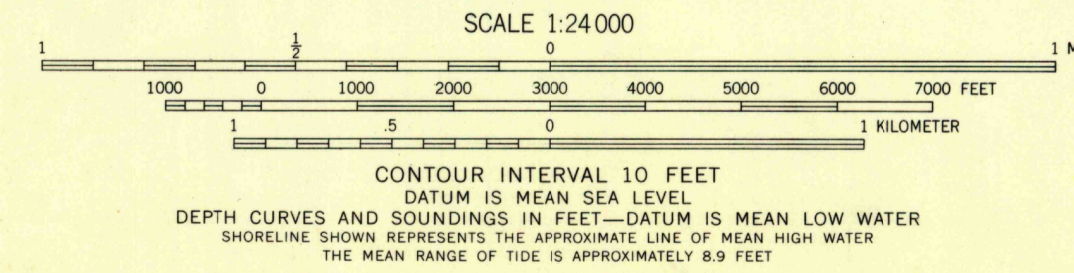 SCALE 1:24 000
1 1/2 0 1 M
1000 0 1000 2000 3000 4000 5000 6000 7000 FEET
1 .5 0 1 KILOMETER
CONTOUR INTERVAL 10 FEET
DATUM IS MEAN SEA LEVEL
DEPTH CURVES AND SOUNDINGS IN FEET—DATUM IS MEAN LOW WATER
SHORELINE SHOWN REPRESENTS THE APPROXIMATE LINE OF MEAN HIGH WATER
THE MEAN RANGE OF TIDE IS APPROXIMATELY 8.9 FEET